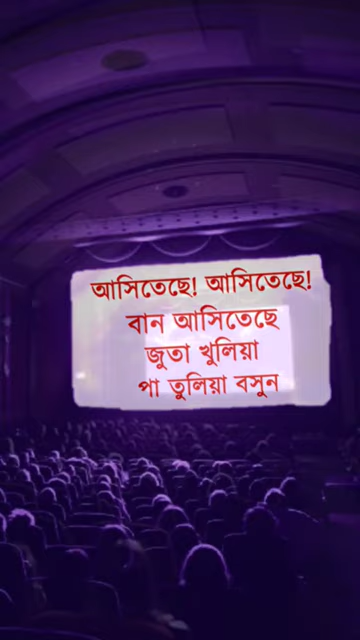 আসিতেছে! আসিতেছে!
বান আসিতেছে
জুতা খুলিয়া
পা তুলিয়া বসুন